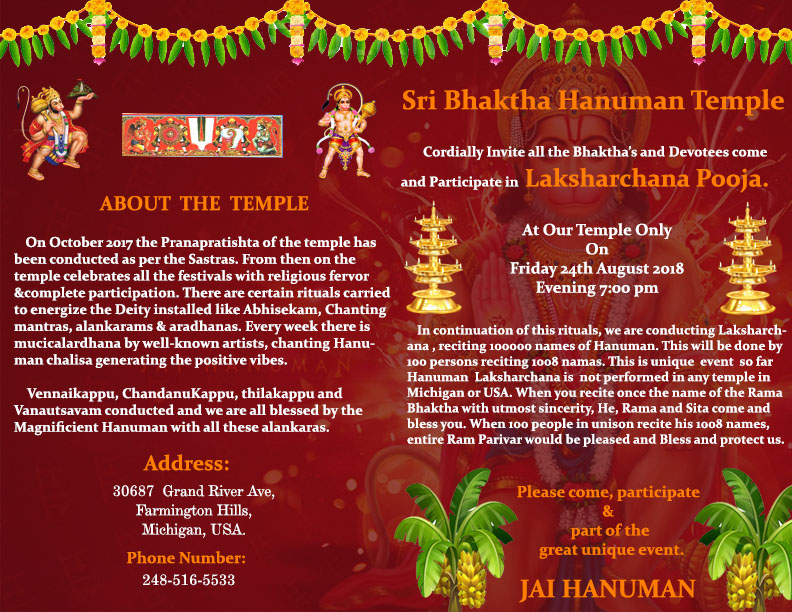 ABOUT THE TEMPLE
On October 2017 the Pranapratishta of the temple has
been conducted as per the Sastras. From then on the
temple celebrates all the festivals with religious fervor
&complete participation. There are certain rituals carried
to energize the Deity installed like Abhisekam, Chanting
mantras, alankarams & aradhanas. Every week there is
mucicalardhana by well-known artists, chanting Hanu-
man chalisa generating the positive vibes.
Vennaikappu, ChandanuKappu, thilakappu and
Vanautsavam conducted and we are all blessed by the
Magnificient Hanuman with all these alankaras.
Address:
30687 Grand River Ave,
Farmington Hills,
Michigan, USA.
Phone Number:
248-516-5533
Sri Bhaktha Hanuman Temple
Cordially Invite all the Bhaktha's and Devotees come
and Participate in Laksharchana Pooja.
At Our Temple Only
On
Friday 24th August 2018
Evening 7:00 pm
In continuation of this rituals, we are conducting Laksharch-
ana , reciting 100000 names of Hanuman. This will be done by
100 persons reciting 1008 namas. This is unique event so far
Hanuman Laksharchana is not performed in any temple in
Michigan or USA. When you recite once the name of the Rama
Bhaktha with utmost sincerity, He, Rama and Sita come and
bless you. When 100 people in unison recite his 1008 names,
entire Ram Parivar would be pleased and Bless and protect us.
Please come, participate
&
part of the
great unique event.
JAI HANUMAN